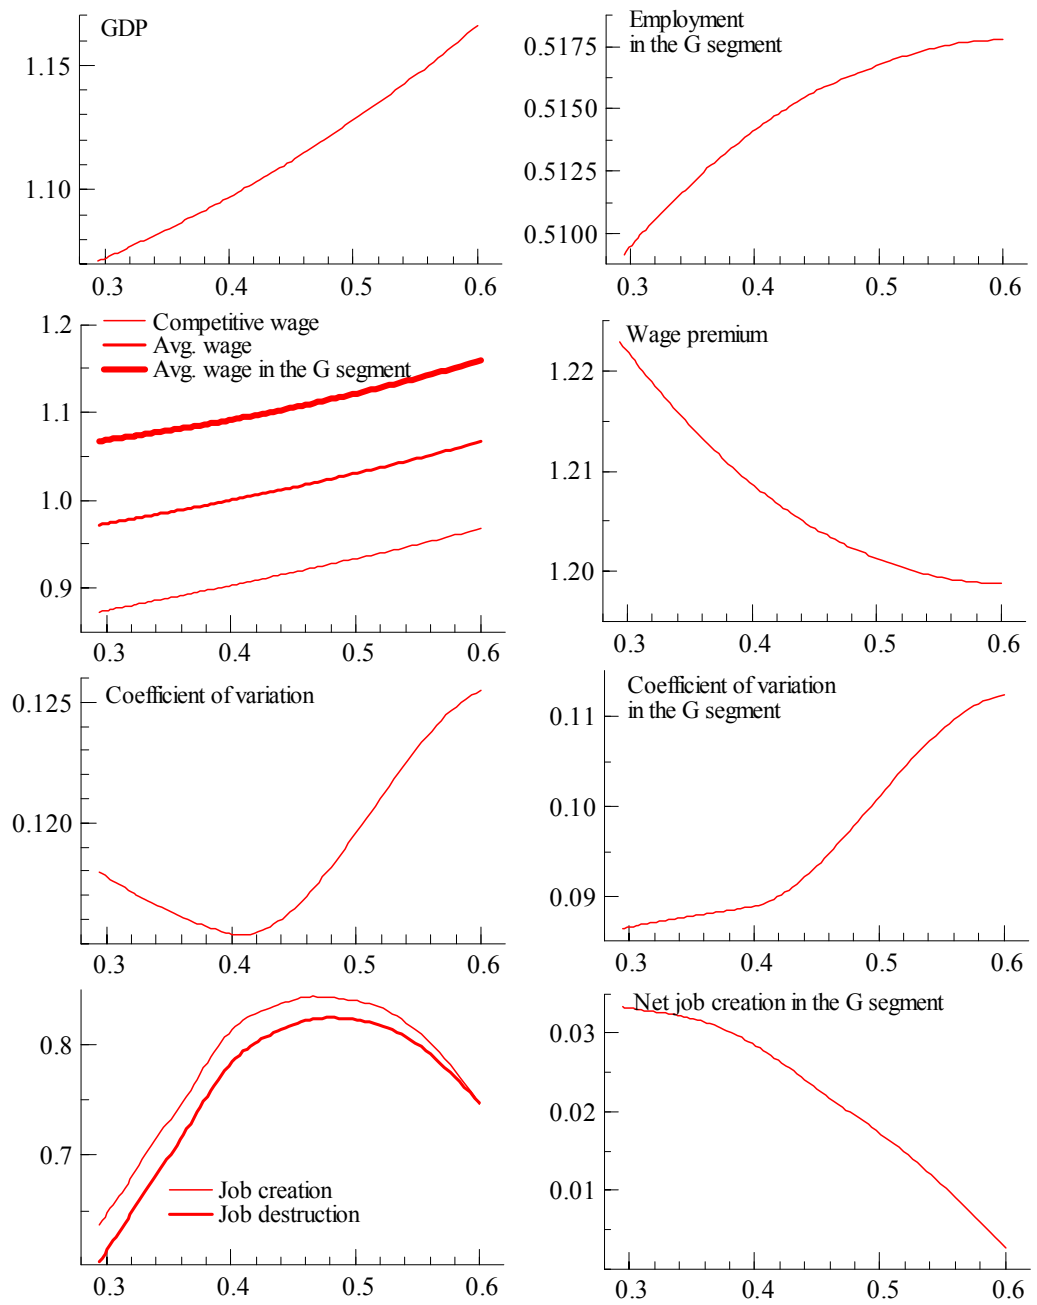 GDP
1.15
1.10
0.3 0.4 0.5 0.6
Employment
in the G segment
0.5175
0.5150
0.5125
0.5100
0.3 0.4 0.5 0.6
Competitive wage
Avg. wage
Avg. wage in the G segment
1.2
1.1
1.0
0.9
0.3 0.4 0.5 0.6
Wage premium
1.22
1.21
1.20
0.3 0.4 0.5 0.6
Coefficient of variation
0.125
0.120
0.3 0.4 0.5 0.6
Coefficient of variation
in the G segment
0.11
0.10
0.09
0.3 0.4 0.5 0.6
0.8
0.7
Job creation
Job destruction
0.3 0.4 0.5 0.6
Net job creation in the G segment
0.03
0.02
0.01
0.3 0.4 0.5 0.6